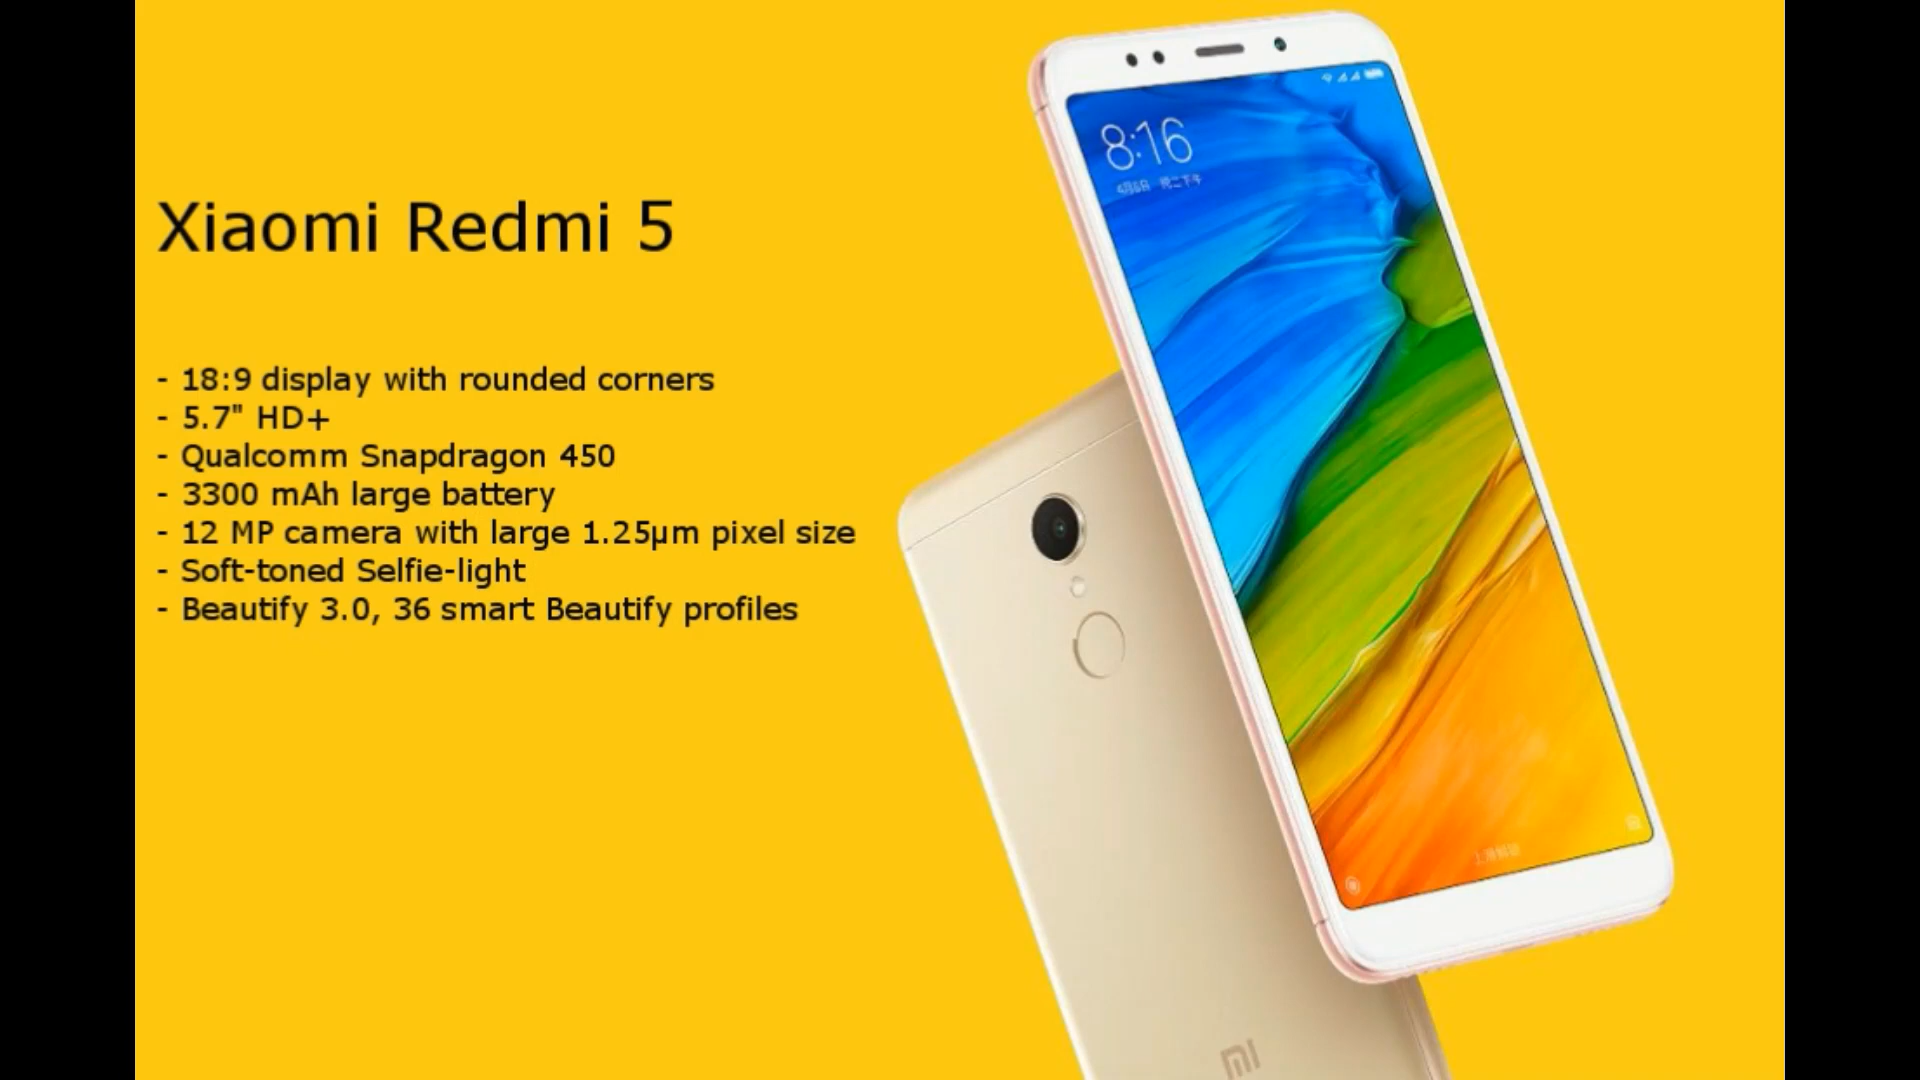 Xiaomi Redmi 5
- 18:9 display with rounded corners
- 5.7" HD+
- Qualcomm Snapdragon 450
- 3300 mAh large battery
- 12 MP camera with large 1.25µm pixel size
- Soft-toned Selfie-light
- Beautify 3.0, 36 smart Beautify profiles
8:16
mi